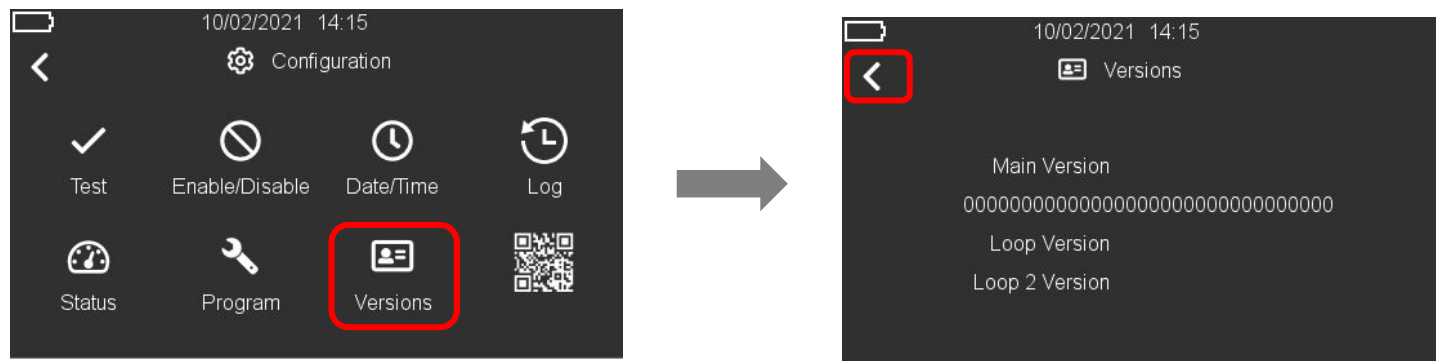 10/02/2021 14:15
Configuration
Test Enable/Disable Date/Time Log
Status Program Versions
10/02/2021 14:15
Versions
Main Version
00000000000000000000000000000000
Loop Version
Loop 2 Version